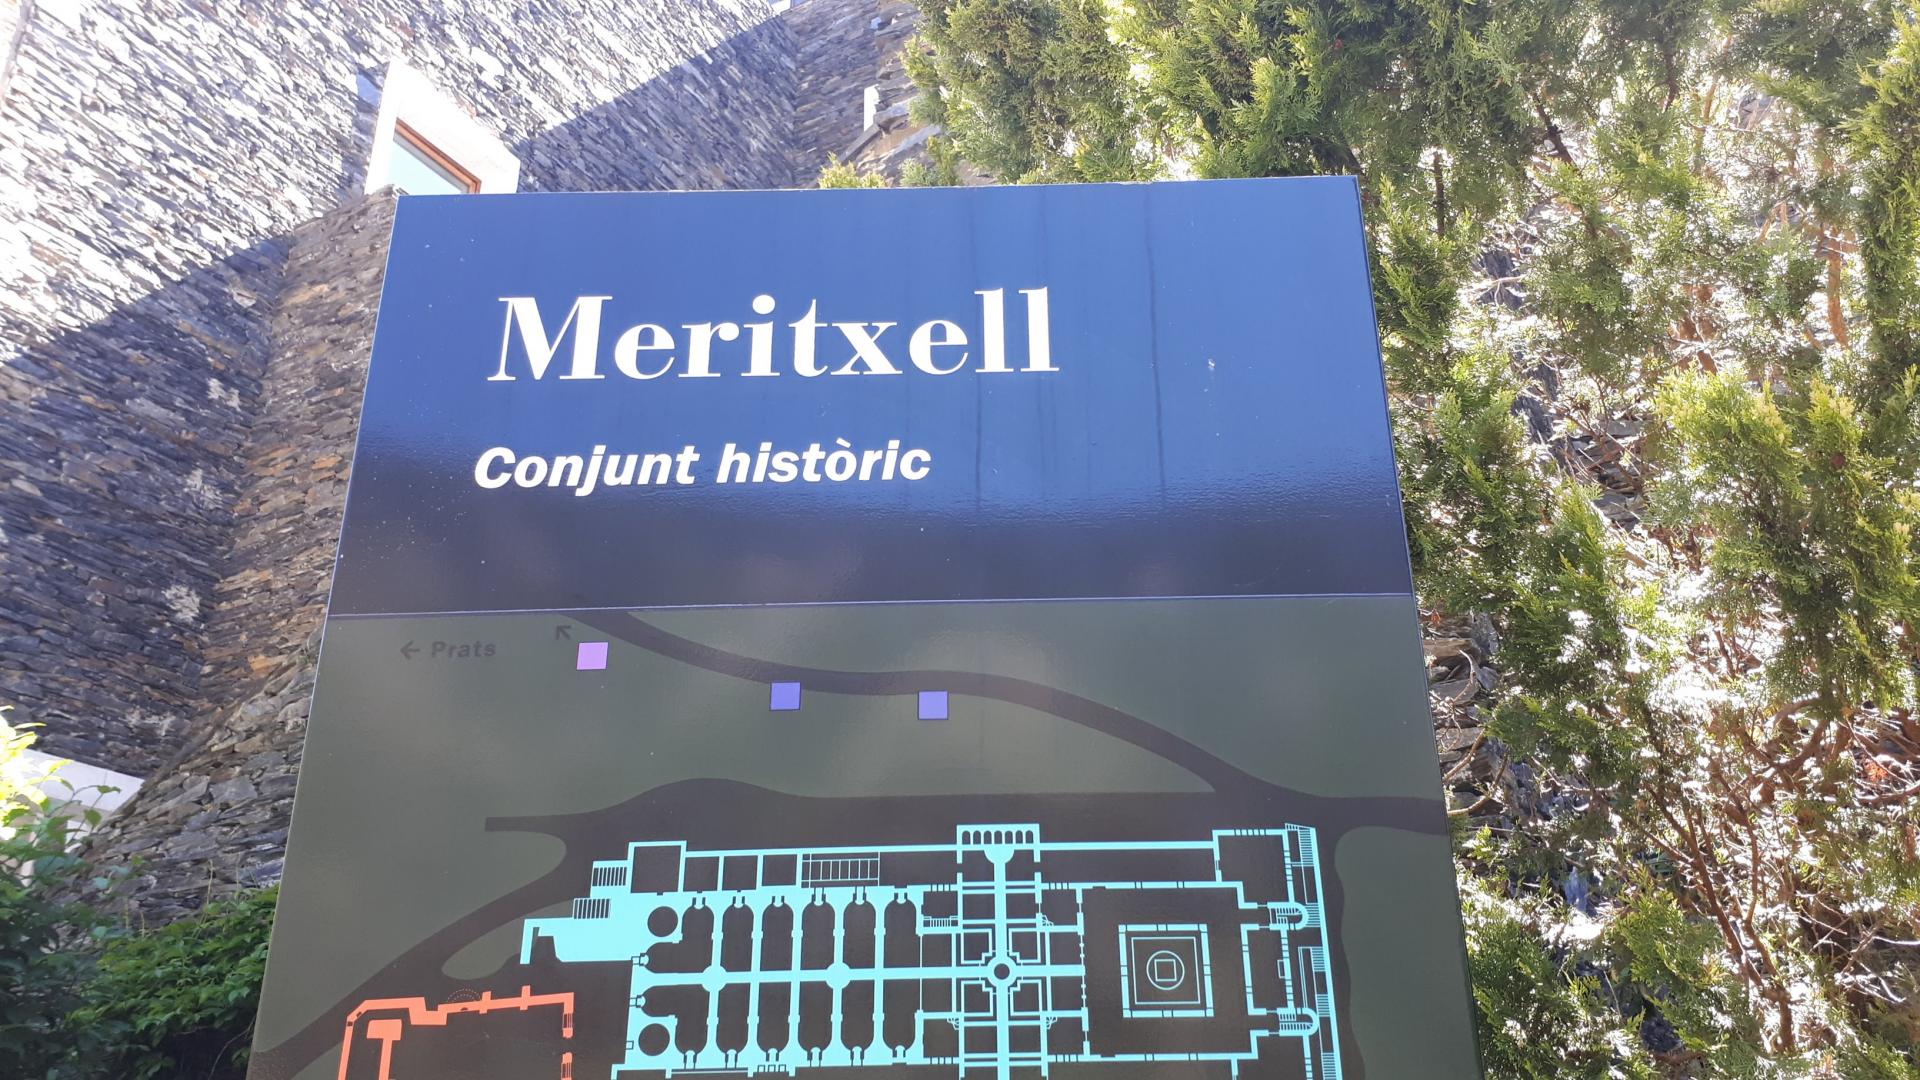 Meritxell
Conjunt històric
← Prats